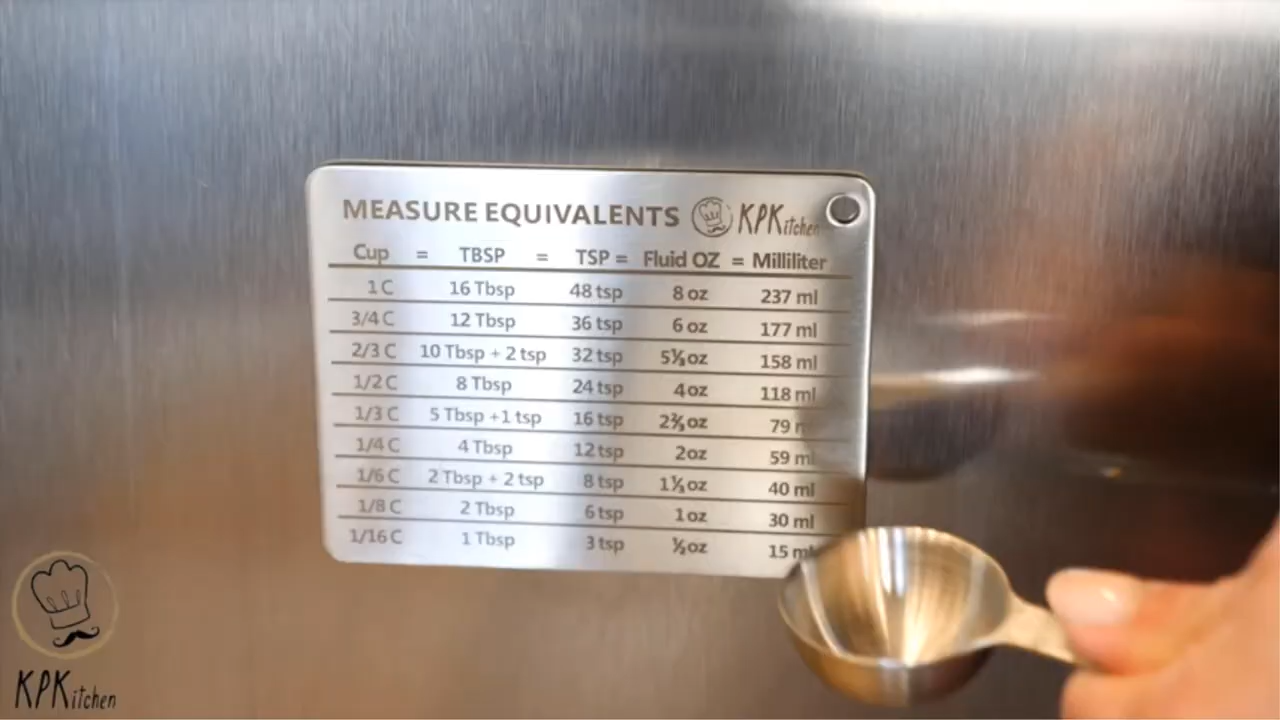 MEASURE EQUIVALENTS KPKitchen
Cup = TBSP = TSP = Fluid OZ = Milliliter
1 C 16 Tbsp 48 tsp 8 oz 237 ml
3/4 C 12 Tbsp 36 tsp 6 oz 177 ml
2/3 C 10 Tbsp + 2 tsp 32 tsp 5⅓ oz 158 ml
1/2 C 8 Tbsp 24 tsp 4 oz 118 ml
1/3 C 5 Tbsp +1 tsp 16 tsp 2⅔ oz 79 m
1/4 C 4 Tbsp 12 tsp 2oz 59 ml
1/6 C 2 Tbsp + 2 tsp 8 tsp 1⅓ oz 40 ml
1/8 C 2 Tbsp 6 tsp 1 oz 30 ml
1/16 C 1 Tbsp 3 tsp ½ oz 15 ml
KPKitchen